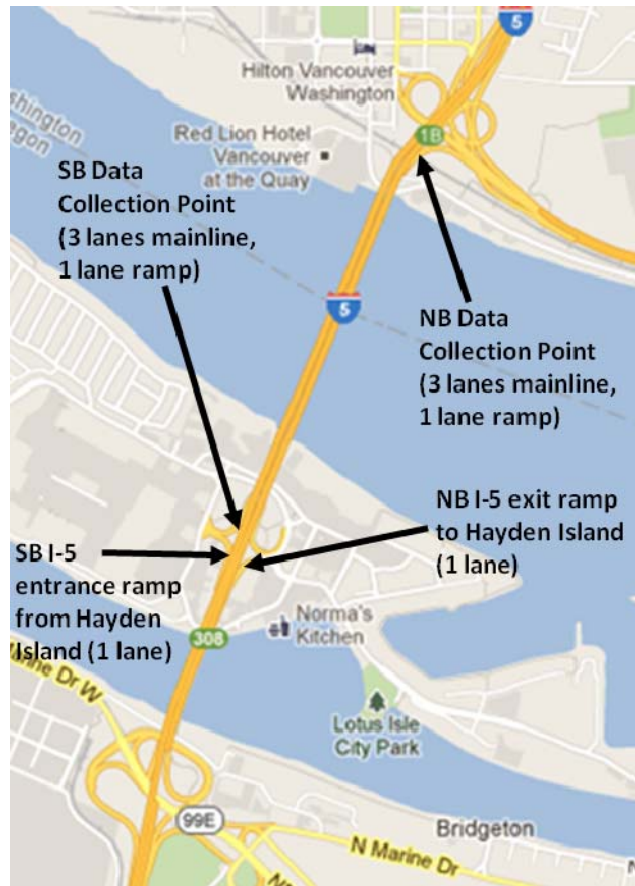 5
Hilton Vancouver
Washington
ashington
egon
Red Lion Hotel
Vancouver
at the Quay
1B
SB Data
Collection Point
(3 lanes mainline,
1 lane ramp)
5
NB Data
Collection Point
(3 lanes mainline,
1 lane ramp)
NB I-5 exit ramp
to Hayden Island
(1 lane)
SB I-5
entrance ramp
from Hayden
Island (1 lane)
Norma's
Kitchen
308
Marine Dr W
Lotus Isle
City Park
99E
Bridgeton
N Marine Dr